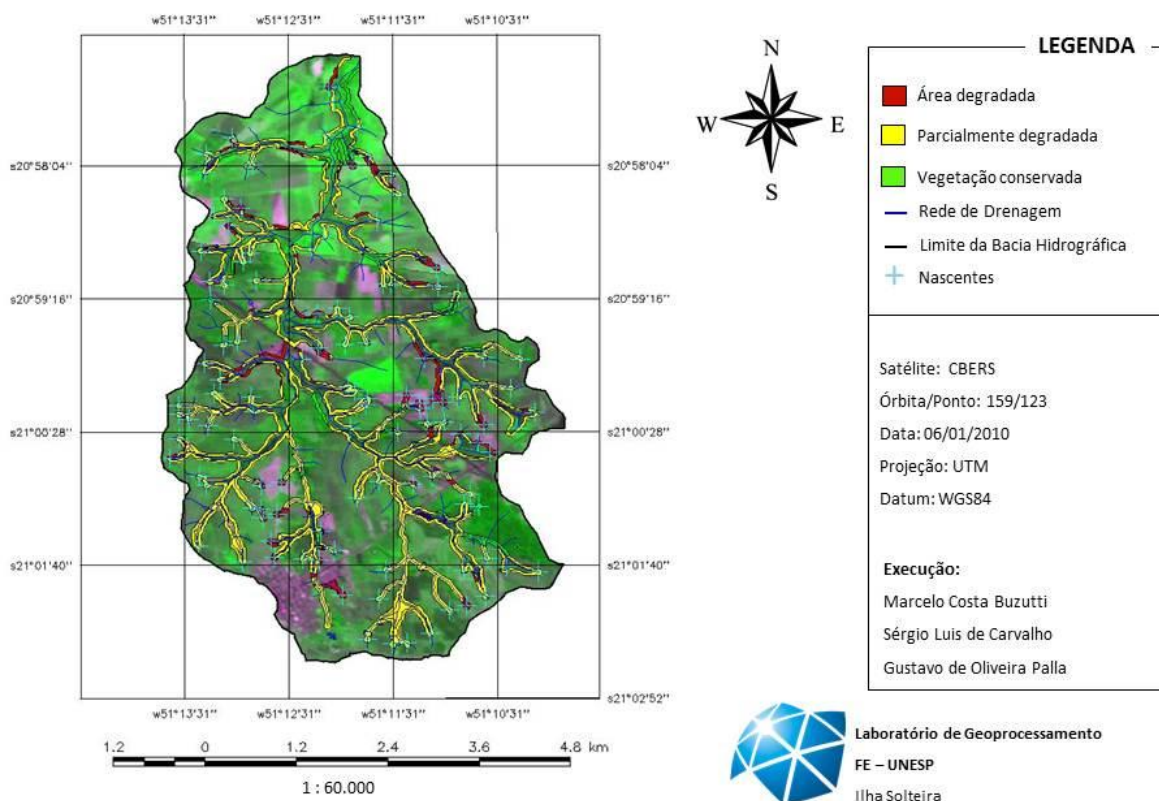 w51°13'31'' w51°12'31'' w51°11'31'' w51°10'31''
s20°58'04'' s20°58'04''
s20°59'16'' s20°59'16''
s21°00'28'' s21°00'28''
s21°01'40'' s21°01'40''
s21°02'52''
w51°13'31'' w51°12'31'' w51°11'31'' w51°10'31''
1.2 0 1.2 2.4 3.6 4.8 km
1 : 60.000
N
W E
S
LEGENDA
Área degradada
Parcialmente degradada
Vegetação conservada
Rede de Drenagem
Limite da Bacia Hidrográfica
Nascentes
Satélite: CBERS
Órbita/Ponto: 159/123
Data: 06/01/2010
Projeção: UTM
Datum: WGS84
Execução:
Marcelo Costa Buzutti
Sérgio Luis de Carvalho
Gustavo de Oliveira Palla
Laboratório de Geoprocessamento
FE – UNESP
Ilha Solteira